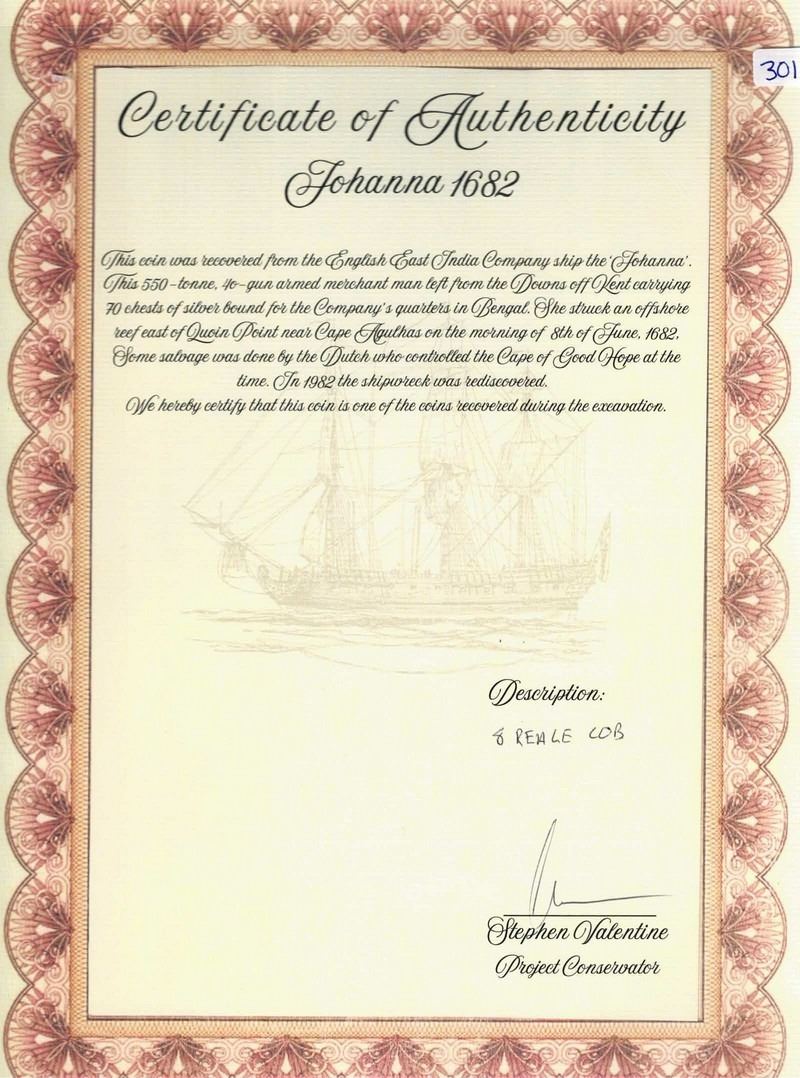 301
Certificate of Authenticity
Johanna 1682
This coin was recovered from the English East India Company ship the 'Johanna'.
This 550-tonne, 40-gun armed merchant man left from the Downs off Kent carrying
70 chests of silver bound for the Company's quarters in Bengal. She struck an offshore
reef east of Quoin Point near Cape Agulhas on the morning of 8th of June, 1682,
Some salvage was done by the Dutch who controlled the Cape of Good Hope at the
time. In 1982 the shipwreck was rediscovered.
We hereby certify that this coin is one of the coins recovered during the excavation.
Description:
8 REALE COB
Stephen Valentine
Project Conservator